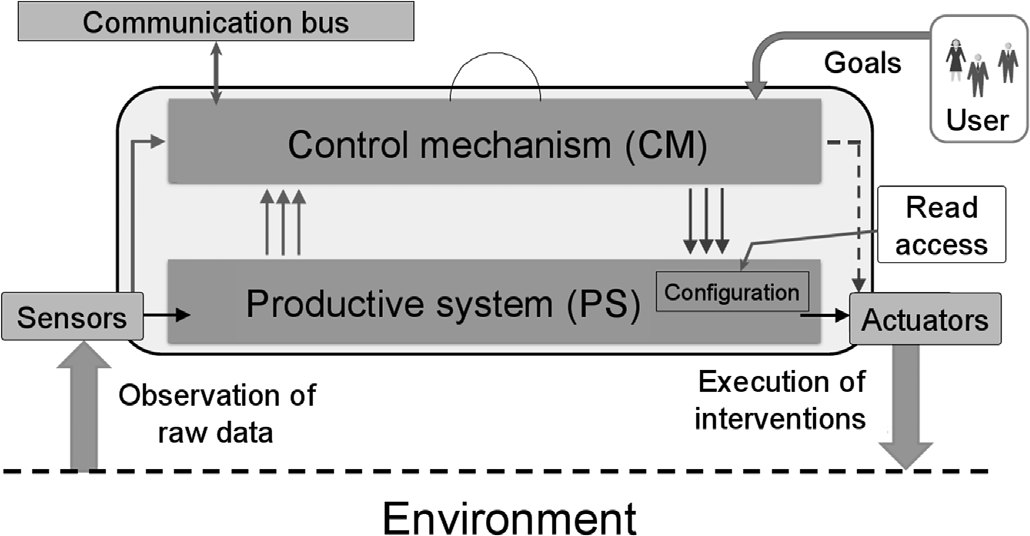 Communication bus
Goals
User
Control mechanism (CM)
Read
access
Configuration
Productive system (PS)
Sensors
Actuators
Observation of
raw data
Execution of
interventions
Environment